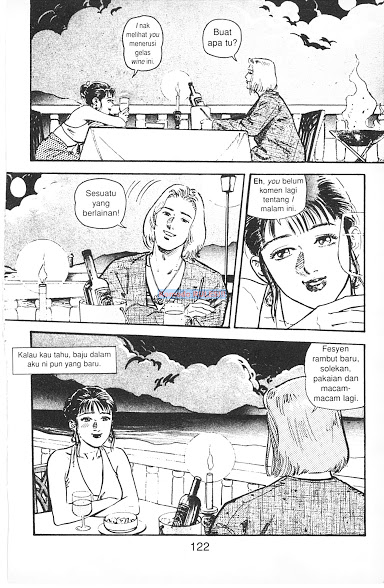 I nak
melihat you
menerusi
gelas
wine ini.
Buat
apa tu?
Sesuatu
yang
berlainan!
Eh, you belum
komen lagi
tentang I
malam ini.
Kalau kau tahu, baju dalam
aku ni pun yang baru.
Fesyen
rambut baru,
solekan,
pakaian dan
macam-
macam lagi.
122